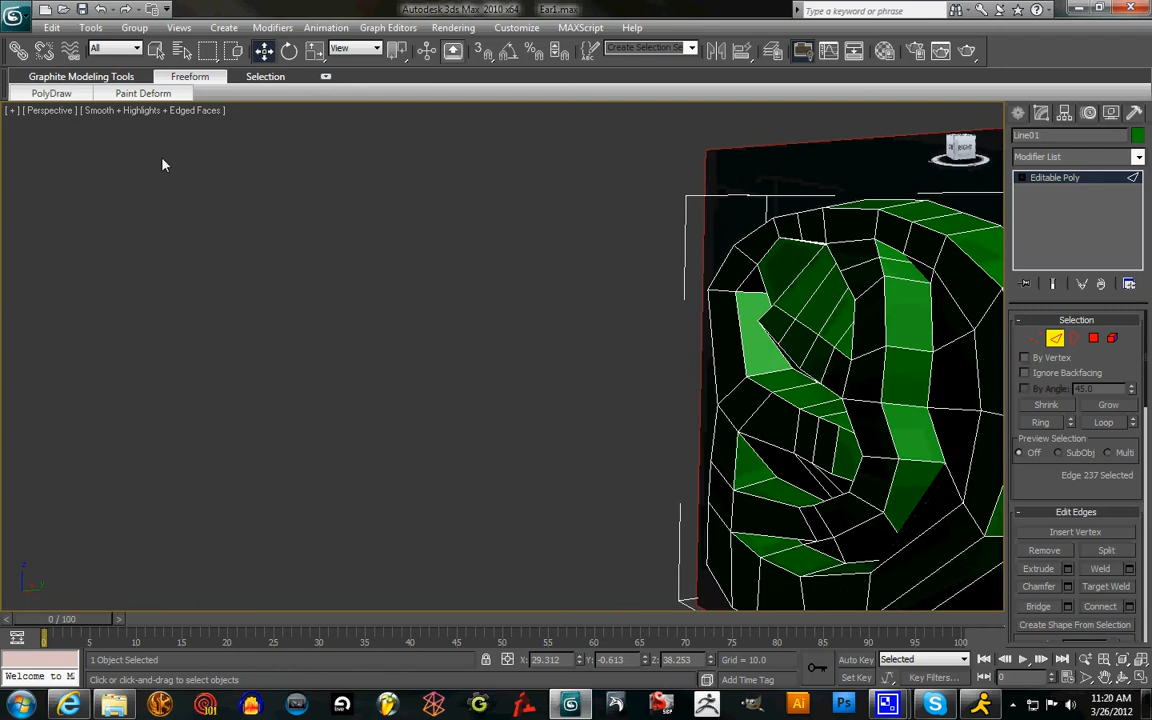 Autodesk 3ds Max 2010 x64 Ear1.max
Type a keyword or phrase
Edit Tools Group Views Create Modifiers Animation Graph Editors Rendering Customize MAXScript Help
All View Create Selection Se
Graphite Modeling Tools Freeform Selection
PolyDraw Paint Deform
[ + ] [ Perspective ] [ Smooth + Highlights + Edged Faces ]
RIGHT
Line01
Modifier List
Editable Poly
Selection
By Vertex
Ignore Backfacing
By Angle: 45.0
Shrink Grow
Ring Loop
Preview Selection
Off SubObj Multi
Edge 237 Selected
Edit Edges
Insert Vertex
Remove Split
Extrude Weld
Chamfer Target Weld
Bridge Connect
Create Shape From Selection
z
y
0 / 100
0 5 10 15 20 25 30 35 40 45 50 55 60 65 70 75 80 85 90 95 100
1 Object Selected X: 29.312 Y: -0.613 Z: 38.253 Grid = 10.0 Auto Key Selected
Welcome to M Click or click-and-drag to select objects Add Time Tag Set Key Key Filters... 0
101 live G SRP Ai Ps S
11:20 AM
3/26/2012